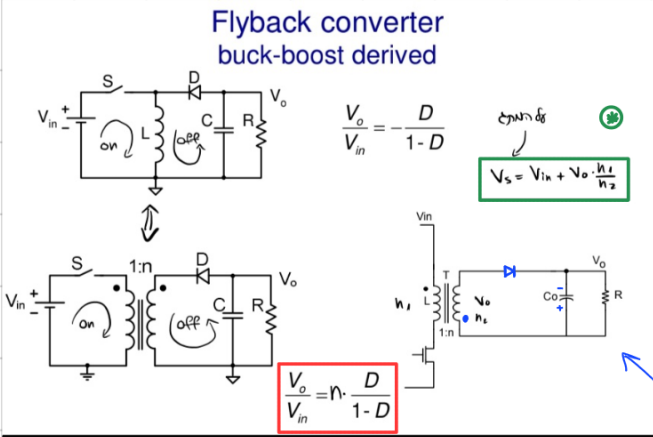 Flyback converter
buck-boost derived
S
D
Vo
Vin
+
-
on
L
off
C
R
Vo/Vin = - D/(1 - D)
Vs = Vin + Vo · n1/n2
S
1:n
D
Vo
Vin
+
-
on
off
C
R
Vo/Vin = n· D/(1 - D)
Vin
T
n1
L
1:n
Vo
n2
Co
-
+
Vo
R